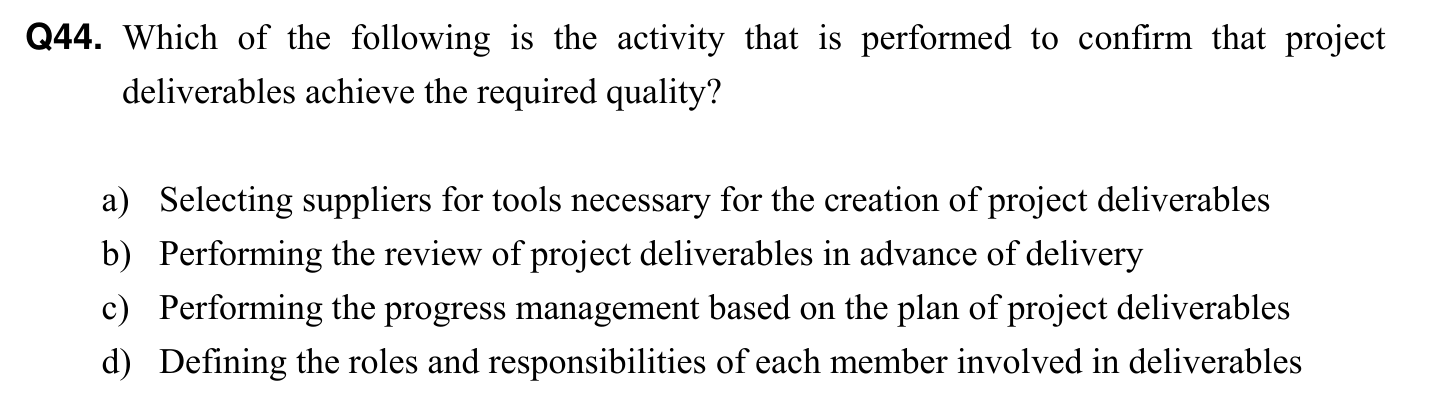 Q44. Which of the following is the activity that is performed to confirm that project
deliverables achieve the required quality?
a) Selecting suppliers for tools necessary for the creation of project deliverables
b) Performing the review of project deliverables in advance of delivery
c) Performing the progress management based on the plan of project deliverables
d) Defining the roles and responsibilities of each member involved in deliverables